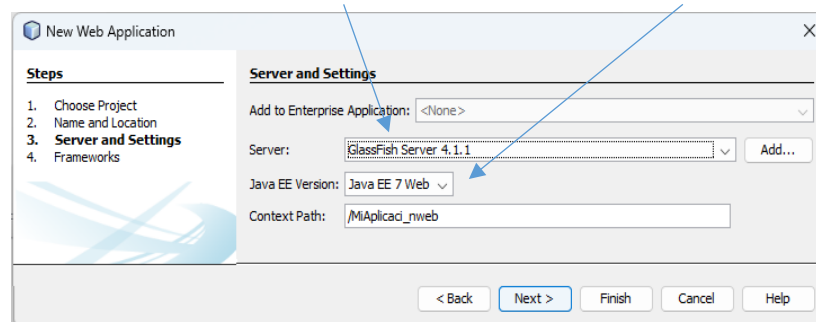 New Web Application
Steps
1. Choose Project
2. Name and Location
3. Server and Settings
4. Frameworks
Server and Settings
Add to Enterprise Application: <None>
Server: GlassFish Server 4.1.1 Add...
Java EE Version: Java EE 7 Web
Context Path: /MiAplicaci_nweb
< Back Next > Finish Cancel Help